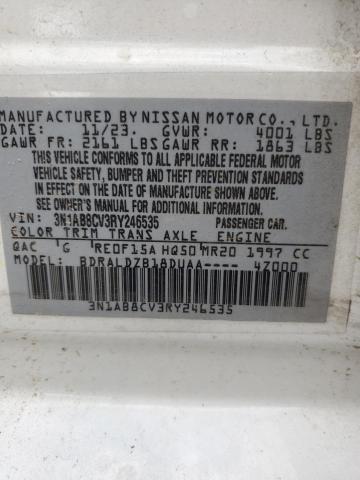 MANUFACTURED BY NISSAN MOTOR CO., LTD.
DATE: 11/23. GVWR: 4001 LBS
GAWR FR: 2161 LBS GAWR RR: 1863 LBS
THIS VEHICLE CONFORMS TO ALL APPLICABLE FEDERAL MOTOR
VEHICLE SAFETY, BUMPER AND THEFT PREVENTION STANDARDS
IN EFFECT ON THE DATE OF MANUFACTURE SHOWN ABOVE.
SEE OWNER'S MANUAL FOR ADDITIONAL INFORMATION
VIN: 3N1AB8CV3RY246535 PASSENGER CAR.
COLOR TRIM TRANS AXLE ENGINE
QAC G RE0F15A HQ50 MR20 1997 CC
MODEL: BDRALDZB18DUAA---- 47000
3N1AB8CV3RY246535